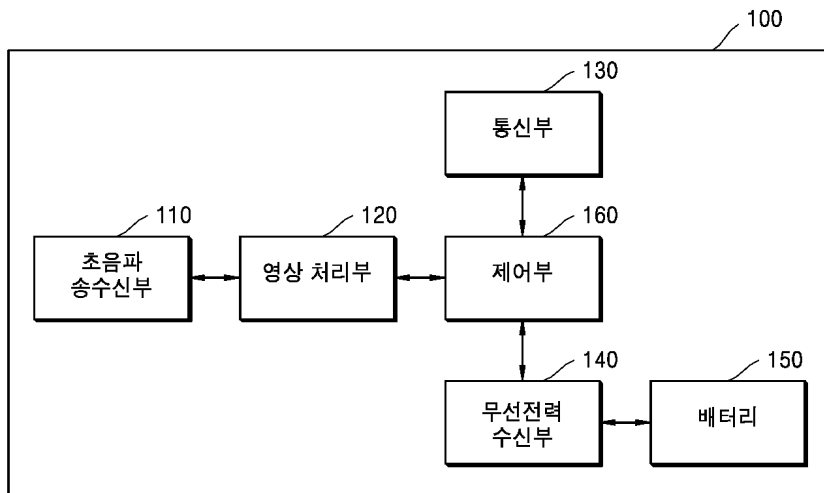 100
130
통신부
110
120
160
초음파
송수신부
영상 처리부
제어부
140
150
무선전력
수신부
배터리